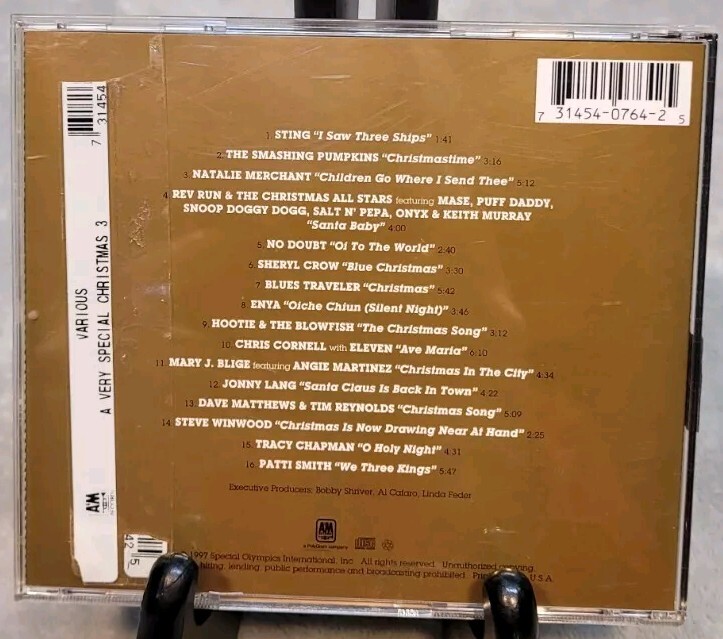 7 31454-0764-2 5
1. STING "I Saw Three Ships" 1:41
2. THE SMASHING PUMPKINS "Christmastime" 3:16
3. NATALIE MERCHANT "Children Go Where I Send Thee" 5:12
4. REV RUN & THE CHRISTMAS ALL STARS featuring MASE, PUFF DADDY,
SNOOP DOGGY DOGG, SALT N' PEPA, ONYX & KEITH MURRAY
"Santa Baby" 4:00
5. NO DOUBT "Oi To The World" 2:40
6. SHERYL CROW "Blue Christmas" 3:30
7. BLUES TRAVELER "Christmas" 5:42
8. ENYA "Oiche Chiun (Silent Night)" 3:46
9. HOOTIE & THE BLOWFISH "The Christmas Song" 3:12
10. CHRIS CORNELL with ELEVEN "Ave Maria" 6:10
11. MARY J. BLIGE featuring ANGIE MARTINEZ "Christmas In The City" 4:34
12. JONNY LANG "Santa Claus Is Back In Town" 4:22
13. DAVE MATTHEWS & TIM REYNOLDS "Christmas Song" 5:09
14. STEVE WINWOOD "Christmas Is Now Drawing Near At Hand" 2:25
15. TRACY CHAPMAN "O Holy Night" 4:31
16. PATTI SMITH "We Three Kings" 5:47
Executive Producers: Bobby Shriver, Al Cafaro, Linda Feder
A&M
a PolyGram company
1997 Special Olympics International, Inc. All rights reserved. Unauthorized copying,
hiring, lending, public performance and broadcasting prohibited. U.S.A.
7 31454
VARIOUS
A VERY SPECIAL CHRISTMAS 3
A&M
42 5